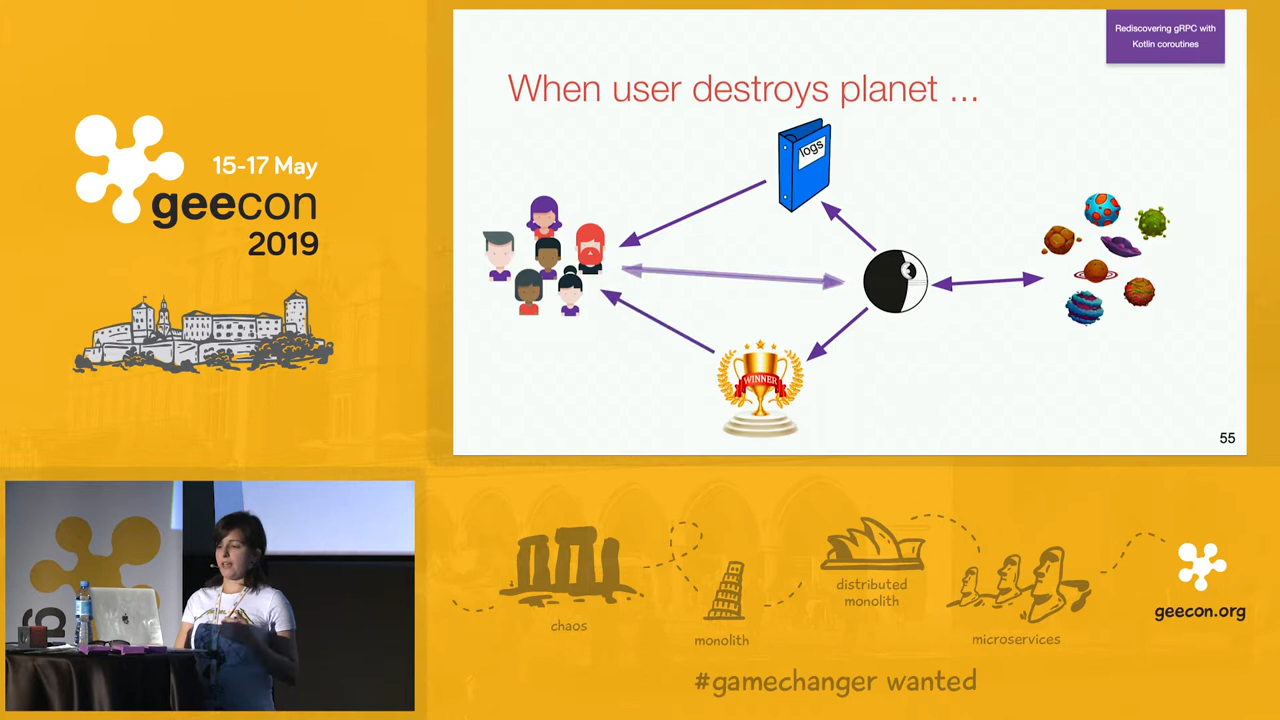 15-17 May
geecon
2019
Rediscovering gRPC with
Kotlin coroutines
When user destroys planet ...
logs
WINNER
55
chaos
monolith
distributed
monolith
microservices
geecon.org
#gamechanger wanted